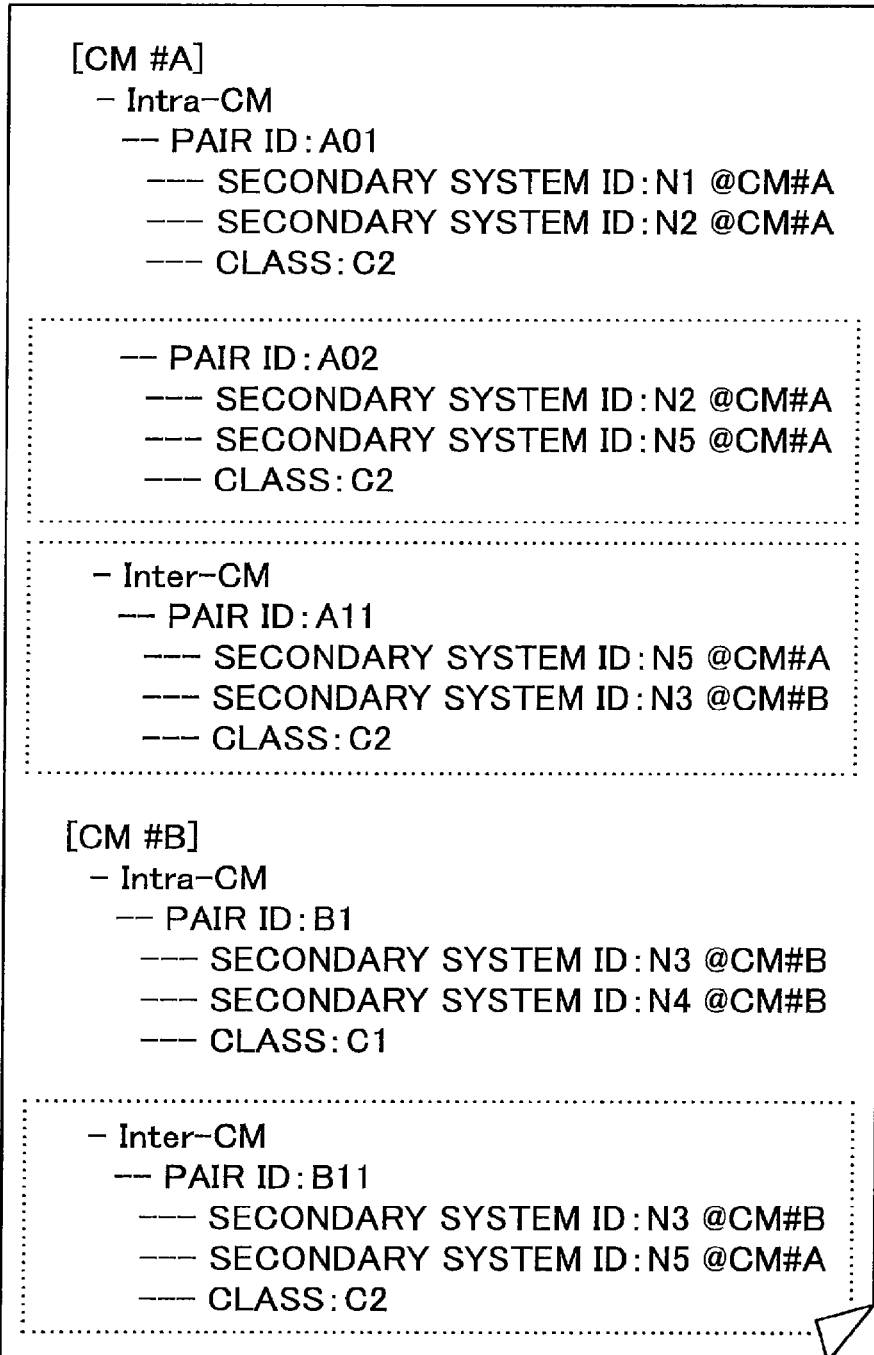 [CM #A]
- Intra-CM
-- PAIR ID:A01
--- SECONDARY SYSTEM ID:N1 @CM#A
--- SECONDARY SYSTEM ID:N2 @CM#A
--- CLASS:C2
-- PAIR ID:A02
--- SECONDARY SYSTEM ID:N2 @CM#A
--- SECONDARY SYSTEM ID:N5 @CM#A
--- CLASS:C2
- Inter-CM
-- PAIR ID:A11
--- SECONDARY SYSTEM ID:N5 @CM#A
--- SECONDARY SYSTEM ID:N3 @CM#B
--- CLASS:C2
[CM #B]
- Intra-CM
-- PAIR ID:B1
--- SECONDARY SYSTEM ID:N3 @CM#B
--- SECONDARY SYSTEM ID:N4 @CM#B
--- CLASS:C1
- Inter-CM
-- PAIR ID:B11
--- SECONDARY SYSTEM ID:N3 @CM#B
--- SECONDARY SYSTEM ID:N5 @CM#A
--- CLASS:C2